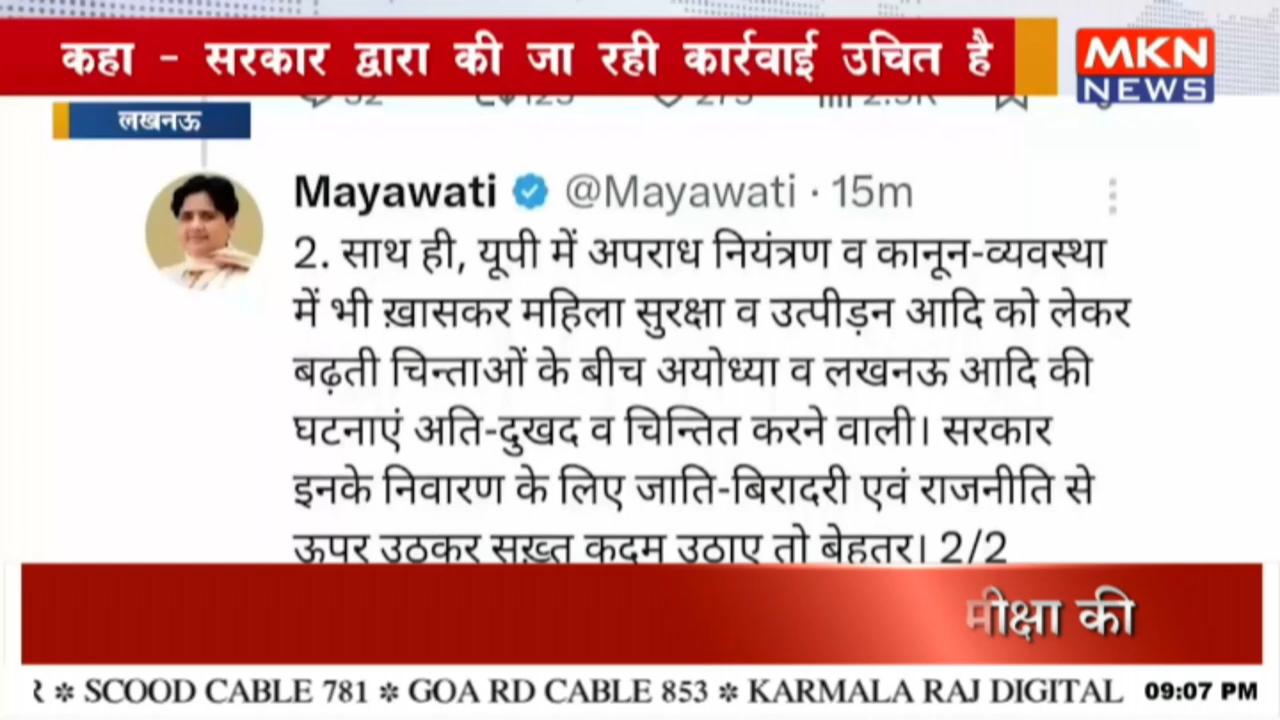 कहा - सरकार द्वारा की जा रही कार्रवाई उचित है
MKN
NEWS
लखनऊ
Mayawati @Mayawati · 15m
2. साथ ही, यूपी में अपराध नियंत्रण व कानून-व्यवस्था
में भी ख़ासकर महिला सुरक्षा व उत्पीड़न आदि को लेकर
बढ़ती चिन्ताओं के बीच अयोध्या व लखनऊ आदि की
घटनाएं अति-दुखद व चिन्तित करने वाली। सरकार
इनके निवारण के लिए जाति-बिरादरी एवं राजनीति से
ऊपर उठकर सख़्त कदम उठाए तो बेहतर। 2/2
मीक्षा की
SCOOD CABLE 781 * GOA RD CABLE 853 * KARMALA RAJ DIGITAL 09:07 PM